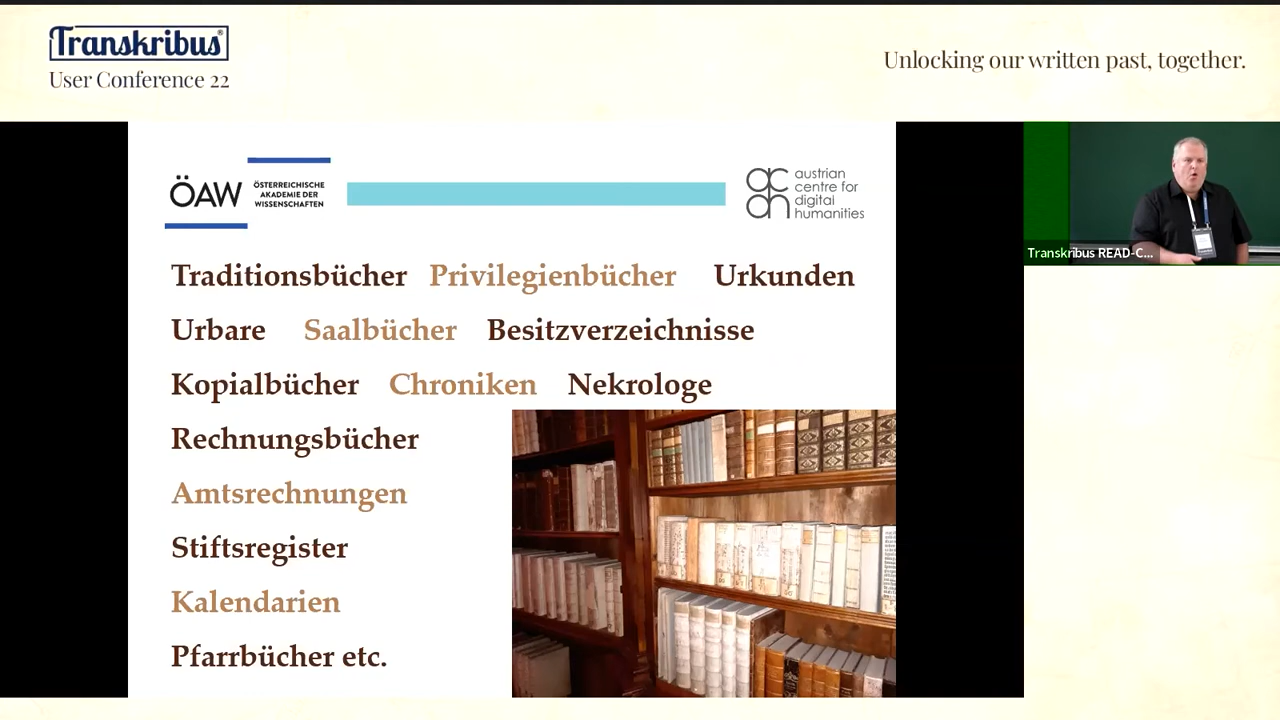 Transkribus®
User Conference 22
Unlocking our written past, together.
ÖAW
ÖSTERREICHISCHE
AKADEMIE DER
WISSENSCHAFTEN
austrian
centre for
digital
humanities
Traditionsbücher Privilegienbücher Urkunden
Urbare Saalbücher Besitzverzeichnisse
Kopialbücher Chroniken Nekrologe
Rechnungsbücher
Amtsrechnungen
Stiftsregister
Kalendarien
Pfarrbücher etc.
Transkribus READ-C...